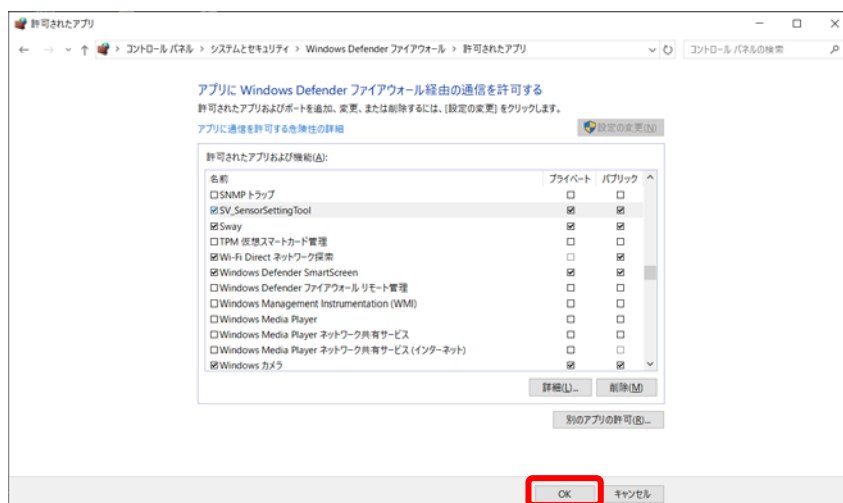 許可されたアプリ
コントロール パネル › システムとセキュリティ › Windows Defender ファイアウォール › 許可されたアプリ
コントロール パネルの検索
アプリに Windows Defender ファイアウォール経由の通信を許可する
許可されたアプリおよびポートを追加、変更、または削除するには、[設定の変更] をクリックします。
アプリに通信を許可する危険性の詳細
設定の変更(N)
許可されたアプリおよび機能(A):
名前 プライベート パブリック
SNMP トラップ
SV_SensorSettingTool
Sway
TPM 仮想スマートカード管理
Wi-Fi Direct ネットワーク探索
Windows Defender SmartScreen
Windows Defender ファイアウォール リモート管理
Windows Management Instrumentation (WMI)
Windows Media Player
Windows Media Player ネットワーク共有サービス
Windows Media Player ネットワーク共有サービス (インターネット)
Windows カメラ
詳細(L)... 削除(M)
別のアプリの許可(R)...
OK キャンセル